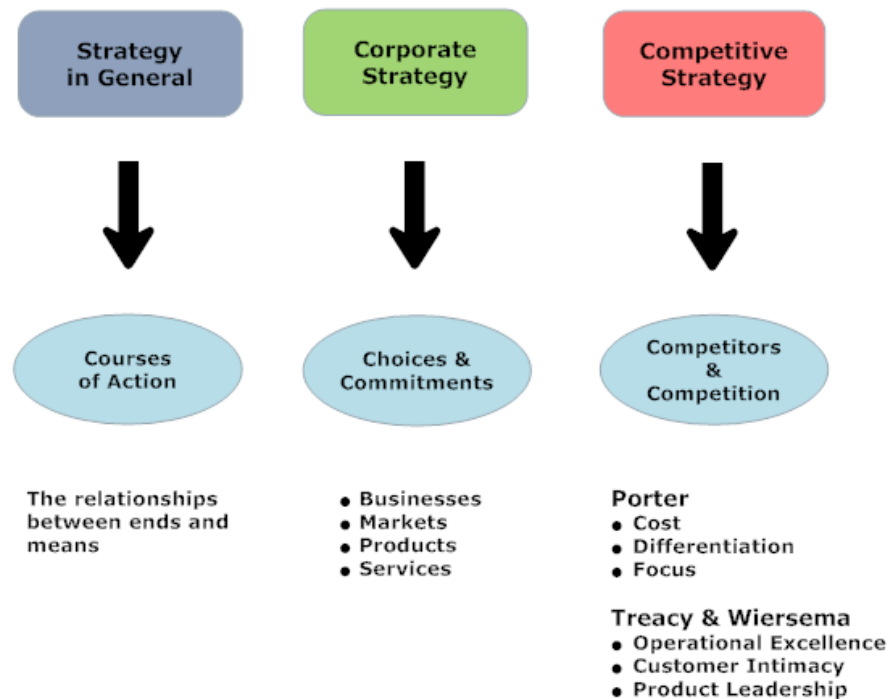 Strategy
in General
Corporate
Strategy
Competitive
Strategy
Courses
of Action
Choices &
Commitments
Competitors
&
Competition
The relationships
between ends and
means
● Businesses
● Markets
● Products
● Services
Porter
● Cost
● Differentiation
● Focus
Treacy & Wiersema
● Operational Excellence
● Customer Intimacy
● Product Leadership